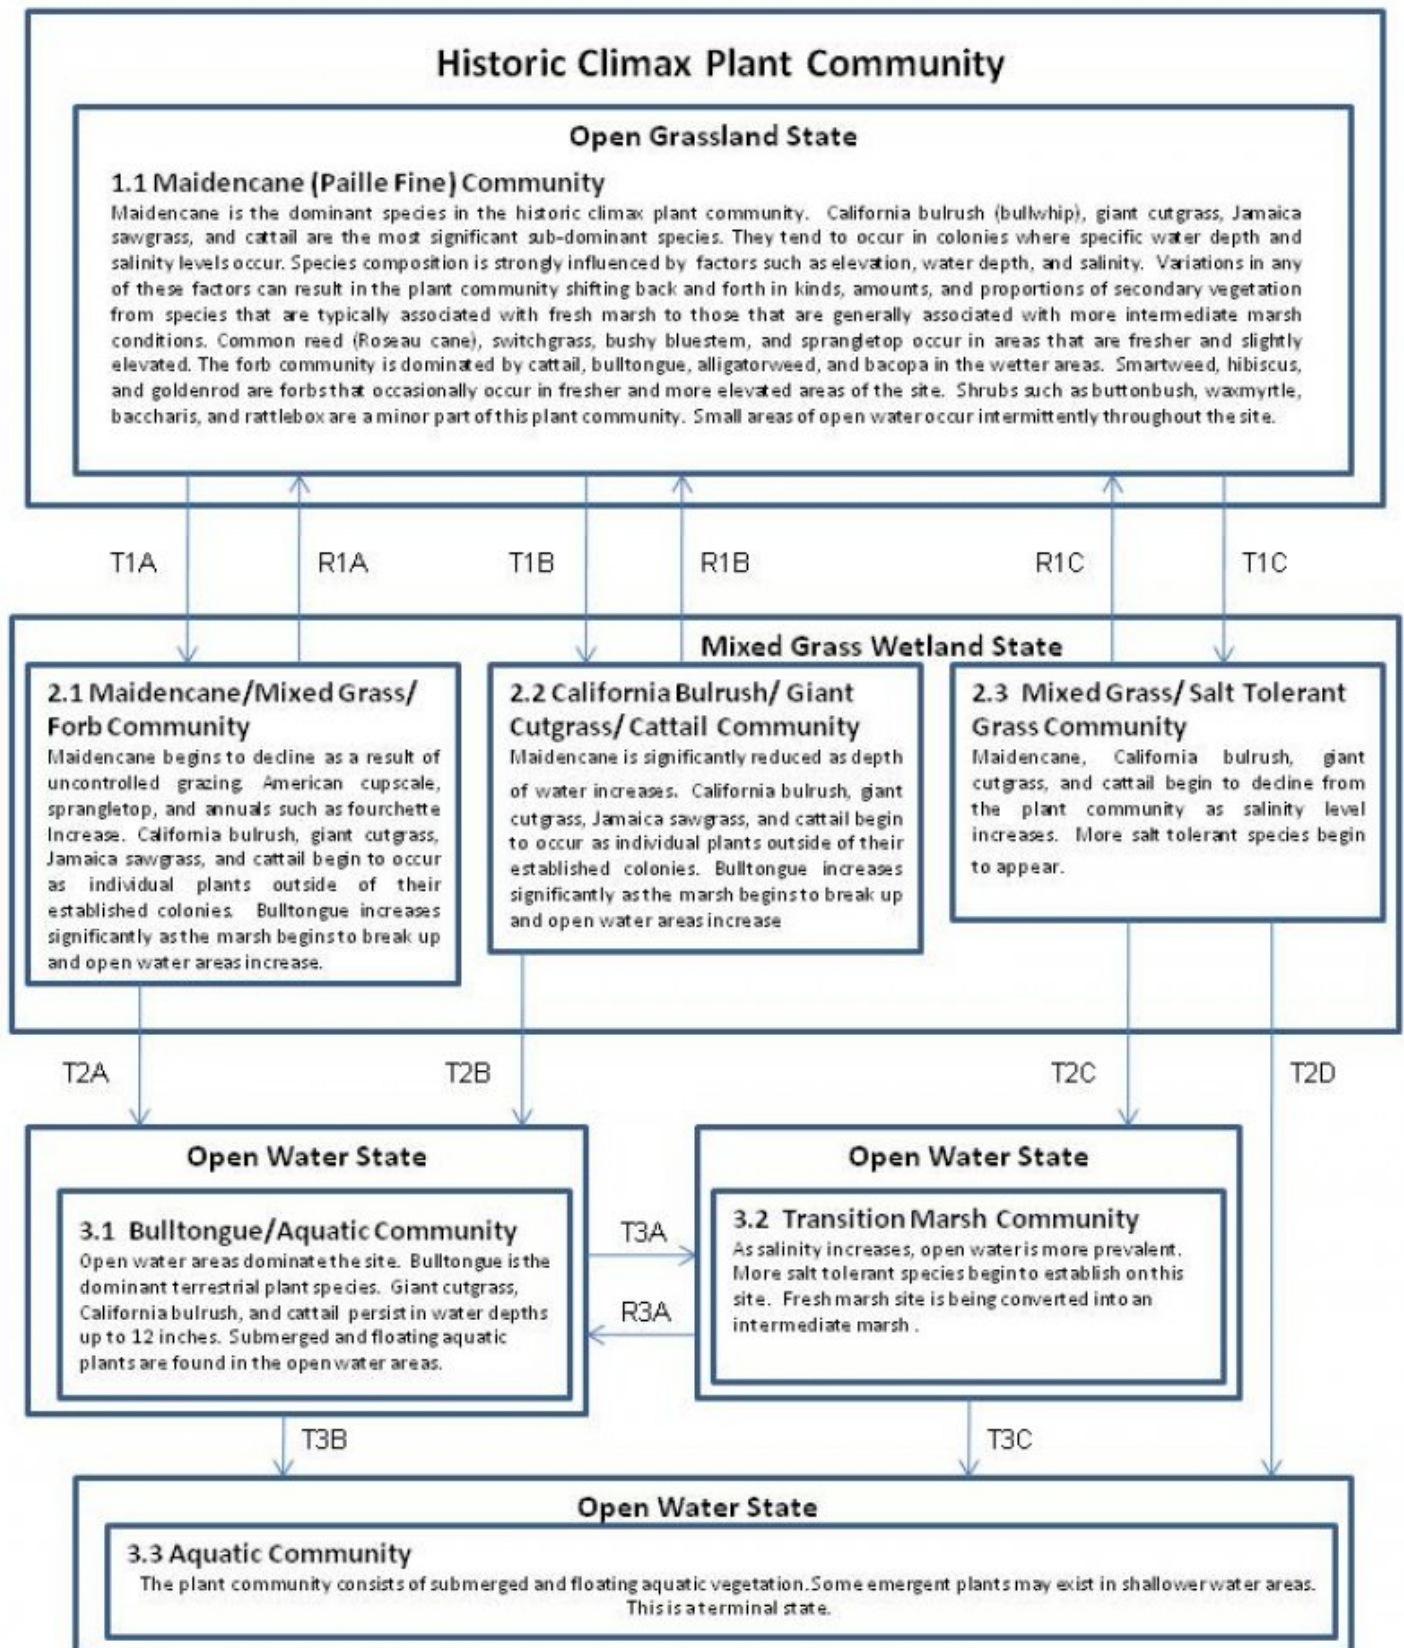 Historic Climax Plant Community
Open Grassland State
1.1 Maidencane (Paille Fine) Community
Maidencane is the dominant species in the historic climax plant community. California bulrush (bullwhip), giant cutgrass, Jamaica
sawgrass, and cattail are the most significant sub-dominant species. They tend to occur in colonies where specific water depth and
salinity levels occur. Species composition is strongly influenced by factors such as elevation, water depth, and salinity. Variations in any
of these factors can result in the plant community shifting back and forth in kinds, amounts, and proportions of secondary vegetation
from species that are typically associated with fresh marsh to those that are generally associated with more intermediate marsh
conditions. Common reed (Roseau cane), switchgrass, bushy bluestem, and sprangletop occur in areas that are fresher and slightly
elevated. The forb community is dominated by cattail, bulltongue, alligatorweed, and bacopa in the wetter areas. Smartweed, hibiscus,
and goldenrod are forbs that occasionally occur in fresher and more elevated areas of the site. Shrubs such as buttonbush, waxmyrtle,
baccharis, and rattlebox are a minor part of this plant community. Small areas of open water occur intermittently throughout the site.
T1A
R1A
T1B
R1B
R1C
T1C
Mixed Grass Wetland State
2.1 Maidencane/Mixed Grass/
Forb Community
Maidencane begins to decline as a result of
uncontrolled grazing. American cupscale,
sprangletop, and annuals such as fourchette
Increase. California bulrush, giant cutgrass,
Jamaica sawgrass, and cattail begin to occur
as individual plants outside of their
established colonies. Bulltongue increases
significantly as the marsh begins to break up
and open water areas increase.
2.2 California Bulrush/ Giant
Cutgrass/ Cattail Community
Maidencane is significantly reduced as depth
of water increases. California bulrush, giant
cutgrass, Jamaica sawgrass, and cattail begin
to occur as individual plants outside of their
established colonies. Bulltongue increases
significantly as the marsh begins to break up
and open water areas increase
2.3 Mixed Grass/ Salt Tolerant
Grass Community
Maidencane, California bulrush, giant
cutgrass, and cattail begin to decline from
the plant community as salinity level
increases. More salt tolerant species begin
to appear.
T2A
T2B
T2C
T2D
Open Water State
3.1 Bulltongue/Aquatic Community
Open water areas dominate the site. Bulltongue is the
dominant terrestrial plant species. Giant cutgrass,
California bulrush, and cattail persist in water depths
up to 12 inches. Submerged and floating aquatic
plants are found in the open water areas.
T3A
R3A
Open Water State
3.2 Transition Marsh Community
As salinity increases, open water is more prevalent.
More salt tolerant species begin to establish on this
site. Fresh marsh site is being converted into an
intermediate marsh .
T3B
T3C
Open Water State
3.3 Aquatic Community
The plant community consists of submerged and floating aquatic vegetation. Some emergent plants may exist in shallower water areas.
This is a terminal state.